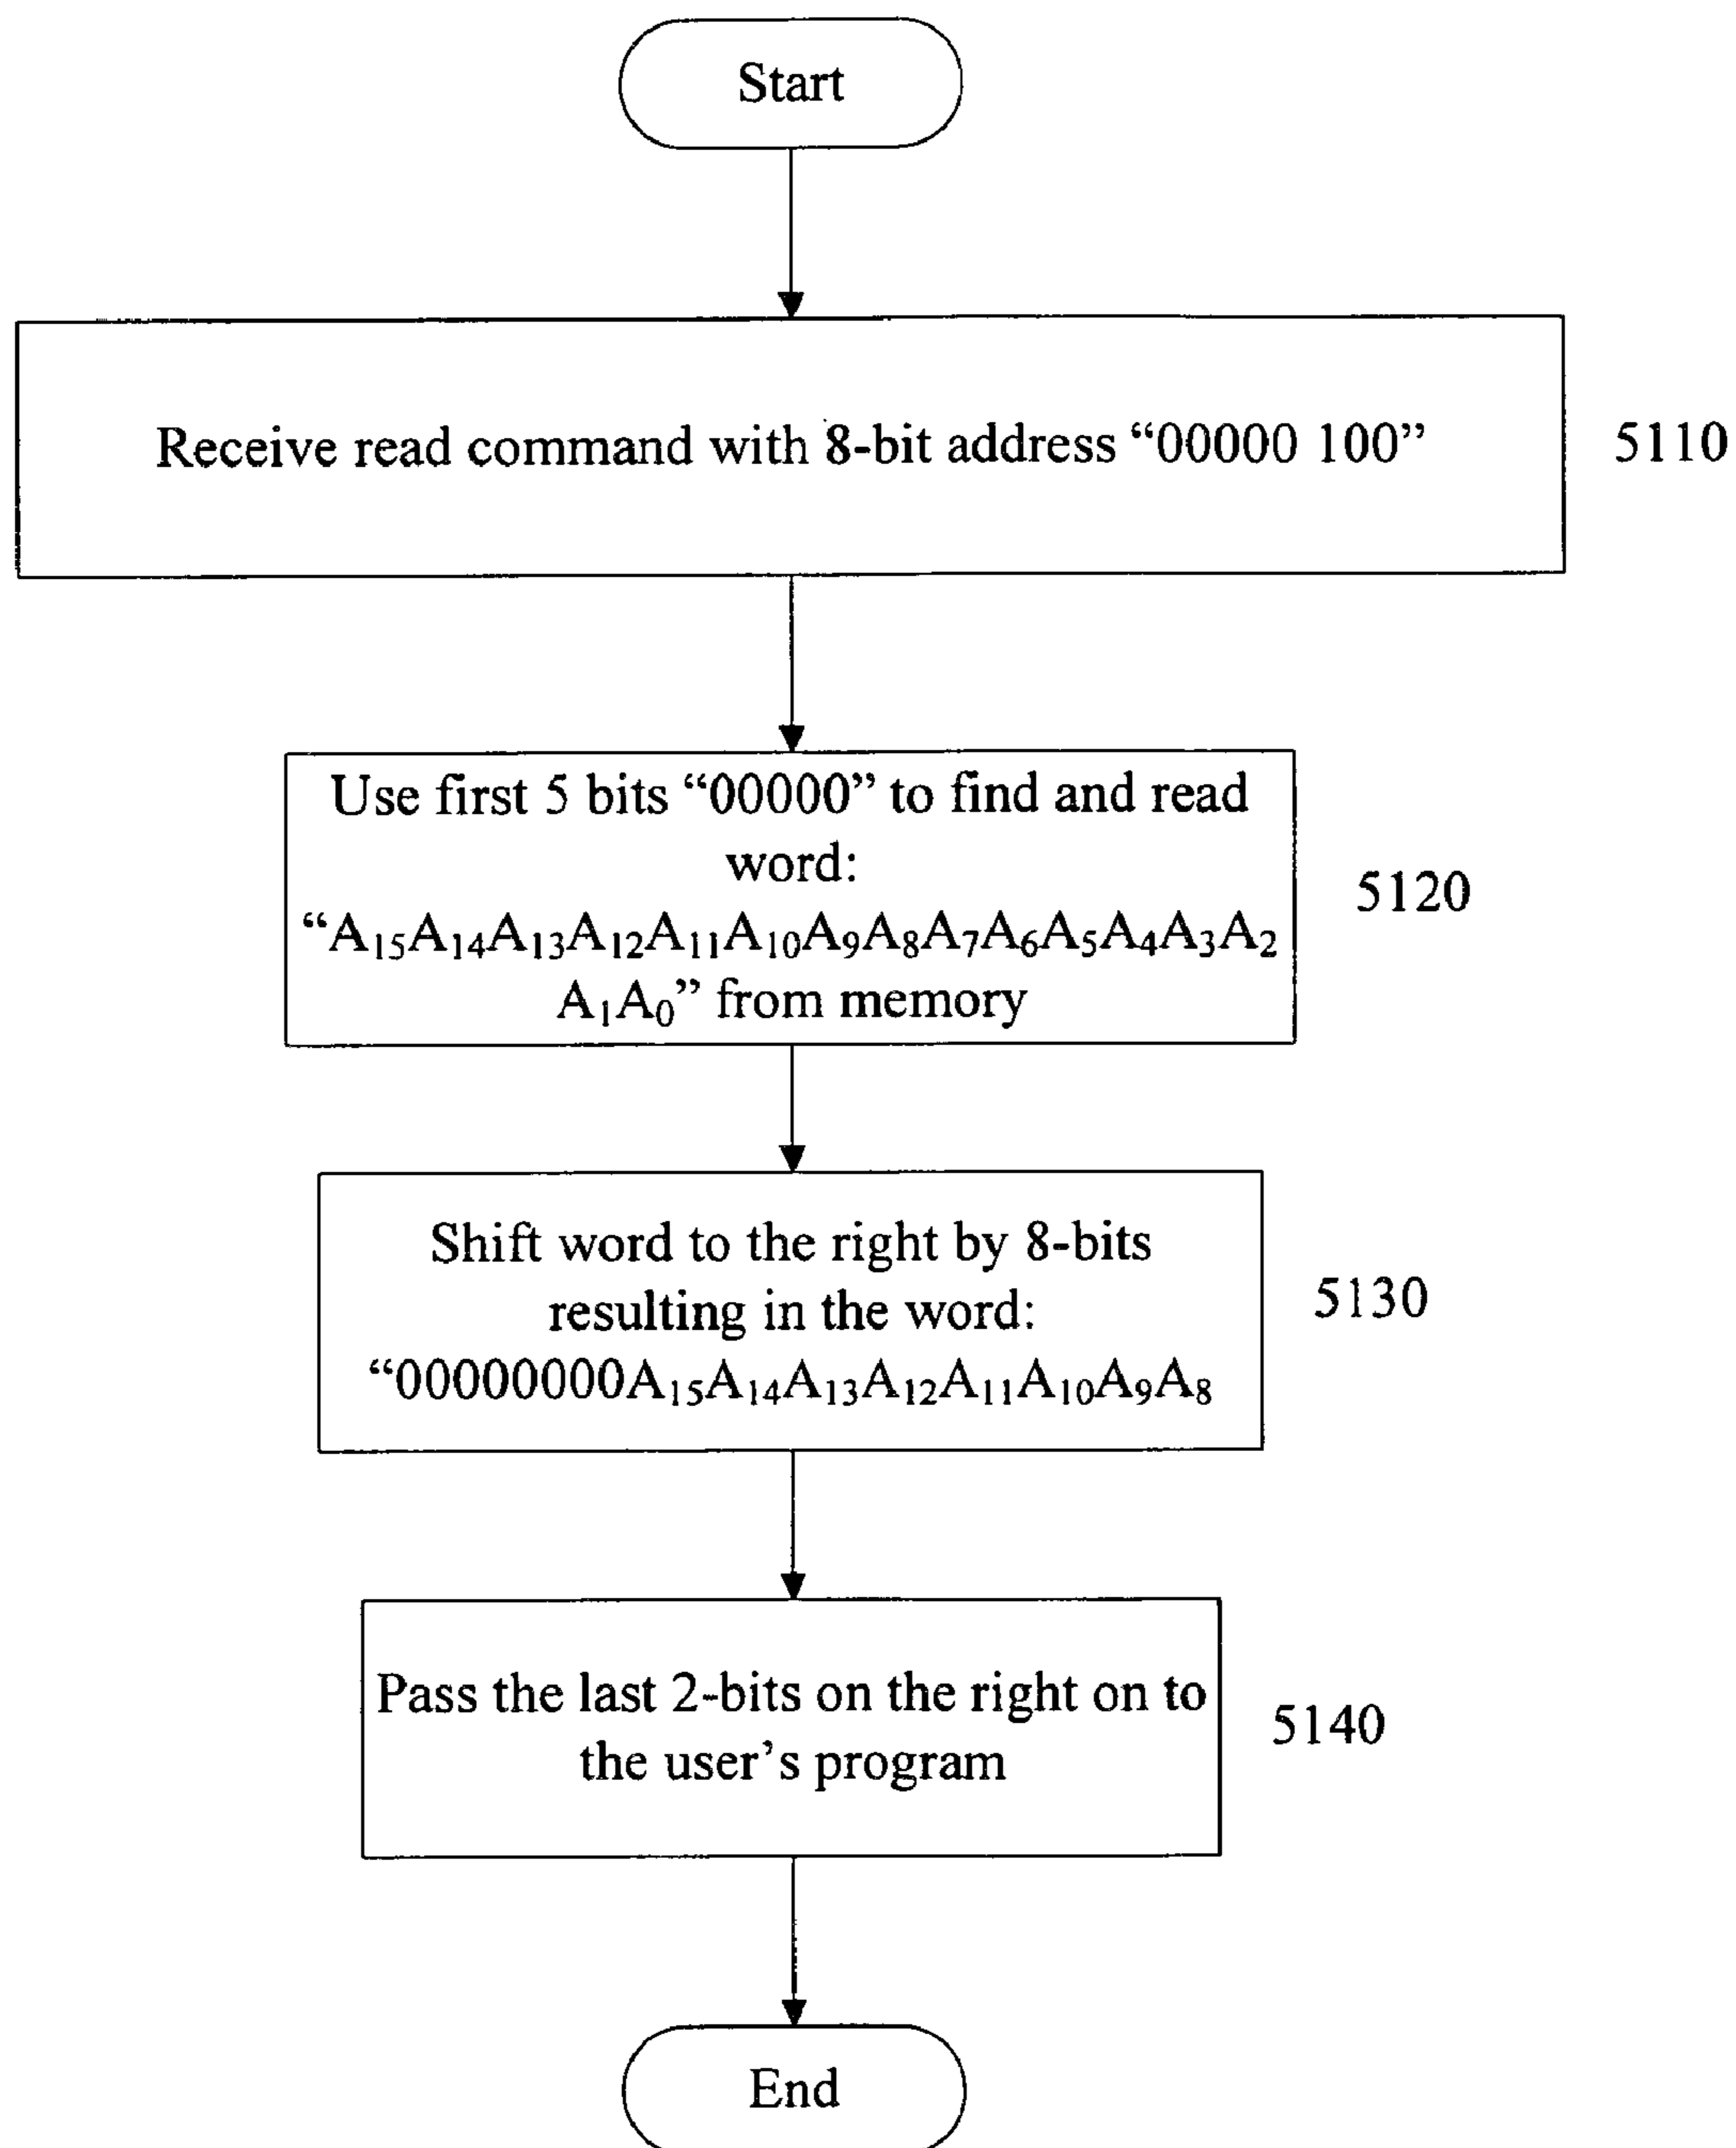 Start
Receive read command with 8-bit address “00000 100”
5110
Use first 5 bits “00000” to find and read
word:
“A₁₅A₁₄A₁₃A₁₂A₁₁A₁₀A₉A₈A₇A₆A₅A₄A₃A₂
A₁A₀” from memory
5120
Shift word to the right by 8-bits
resulting in the word:
“00000000A₁₅A₁₄A₁₃A₁₂A₁₁A₁₀A₉A₈
5130
Pass the last 2-bits on the right on to
the user’s program
5140
End